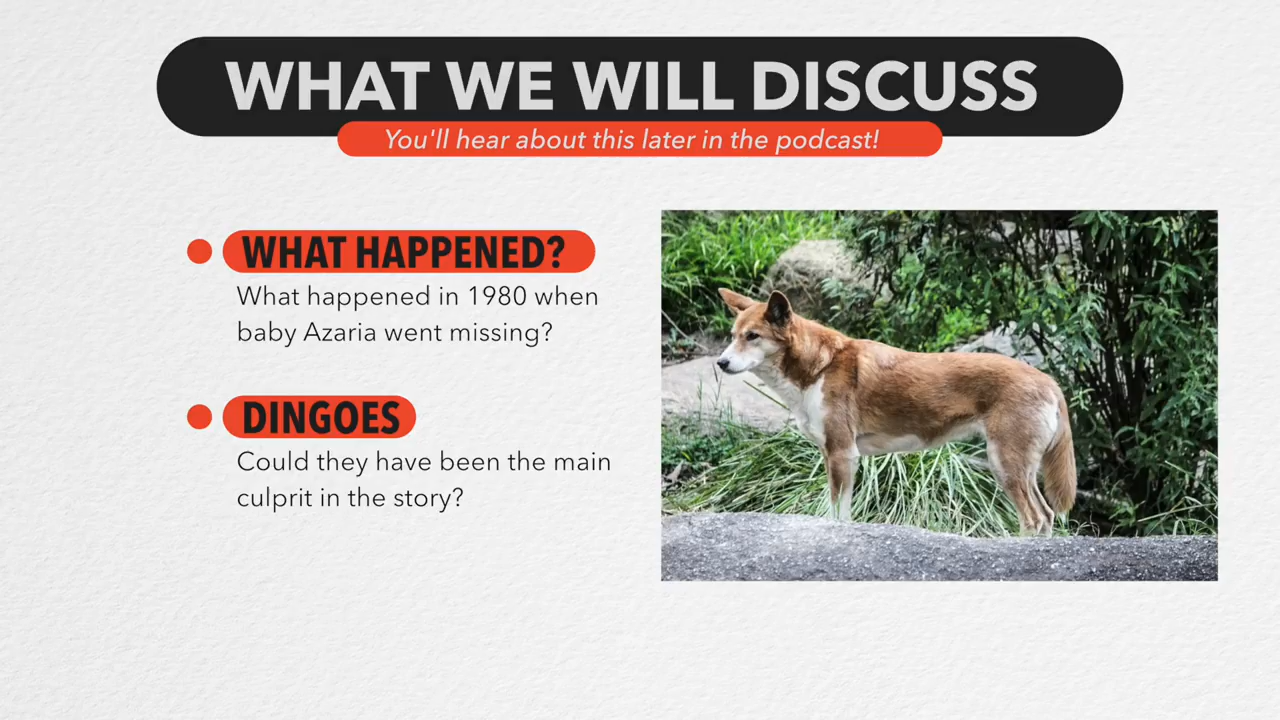 WHAT WE WILL DISCUSS
You'll hear about this later in the podcast!
WHAT HAPPENED?
What happened in 1980 when
baby Azaria went missing?
DINGOES
Could they have been the main
culprit in the story?